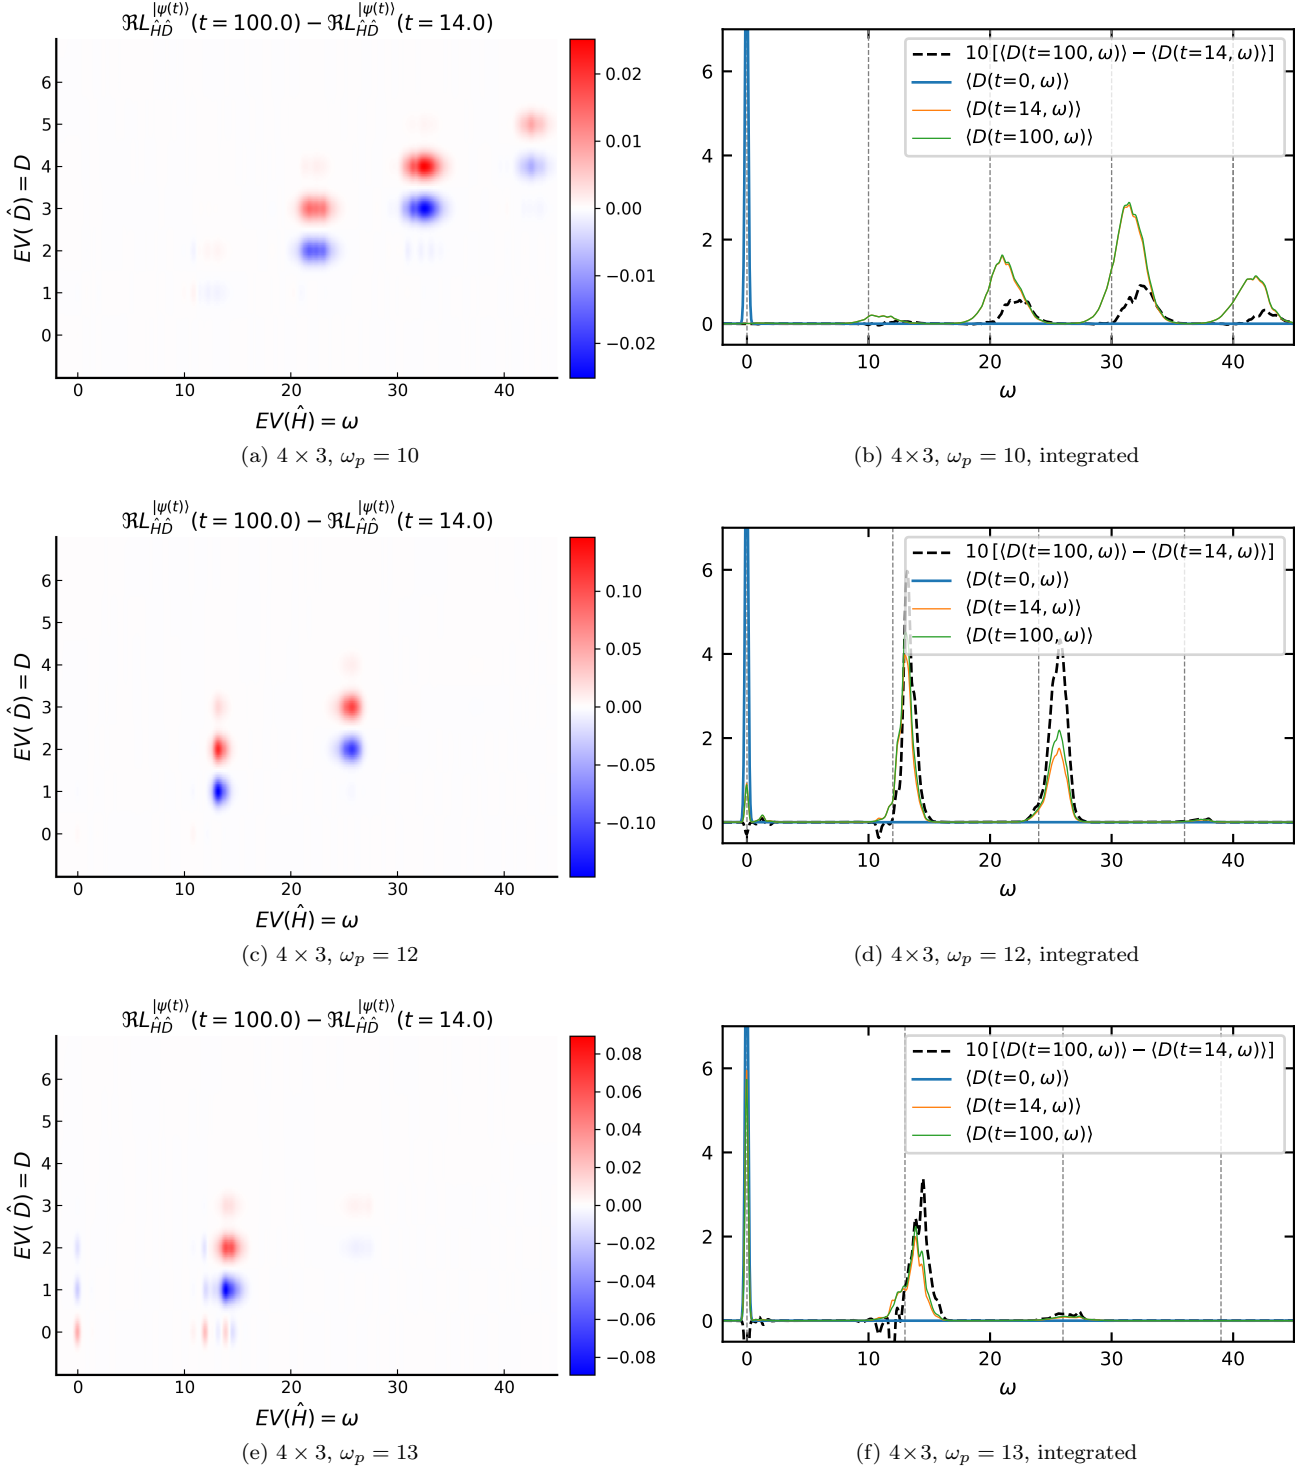 ℜL^{|ψ(t)⟩}_{ĤD̂}(t = 100.0) − ℜL^{|ψ(t)⟩}_{ĤD̂}(t = 14.0)
EV(D̂) = D
6
5
4
3
2
1
0
0 10 20 30 40
EV(Ĥ) = ω
0.02
0.01
0.00
−0.01
−0.02
(a) 4 × 3, ω_p = 10
10 [⟨D(t=100, ω)⟩ − ⟨D(t=14, ω)⟩]
⟨D(t=0, ω)⟩
⟨D(t=14, ω)⟩
⟨D(t=100, ω)⟩
6
4
2
0
0 10 20 30 40
ω
(b) 4×3, ω_p = 10, integrated
ℜL^{|ψ(t)⟩}_{ĤD̂}(t = 100.0) − ℜL^{|ψ(t)⟩}_{ĤD̂}(t = 14.0)
EV(D̂) = D
6
5
4
3
2
1
0
0 10 20 30 40
EV(Ĥ) = ω
0.10
0.05
0.00
−0.05
−0.10
(c) 4 × 3, ω_p = 12
10 [⟨D(t=100, ω)⟩ − ⟨D(t=14, ω)⟩]
⟨D(t=0, ω)⟩
⟨D(t=14, ω)⟩
⟨D(t=100, ω)⟩
6
4
2
0
0 10 20 30 40
ω
(d) 4×3, ω_p = 12, integrated
ℜL^{|ψ(t)⟩}_{ĤD̂}(t = 100.0) − ℜL^{|ψ(t)⟩}_{ĤD̂}(t = 14.0)
EV(D̂) = D
6
5
4
3
2
1
0
0 10 20 30 40
EV(Ĥ) = ω
0.08
0.06
0.04
0.02
0.00
−0.02
−0.04
−0.06
−0.08
(e) 4 × 3, ω_p = 13
10 [⟨D(t=100, ω)⟩ − ⟨D(t=14, ω)⟩]
⟨D(t=0, ω)⟩
⟨D(t=14, ω)⟩
⟨D(t=100, ω)⟩
6
4
2
0
0 10 20 30 40
ω
(f) 4×3, ω_p = 13, integrated